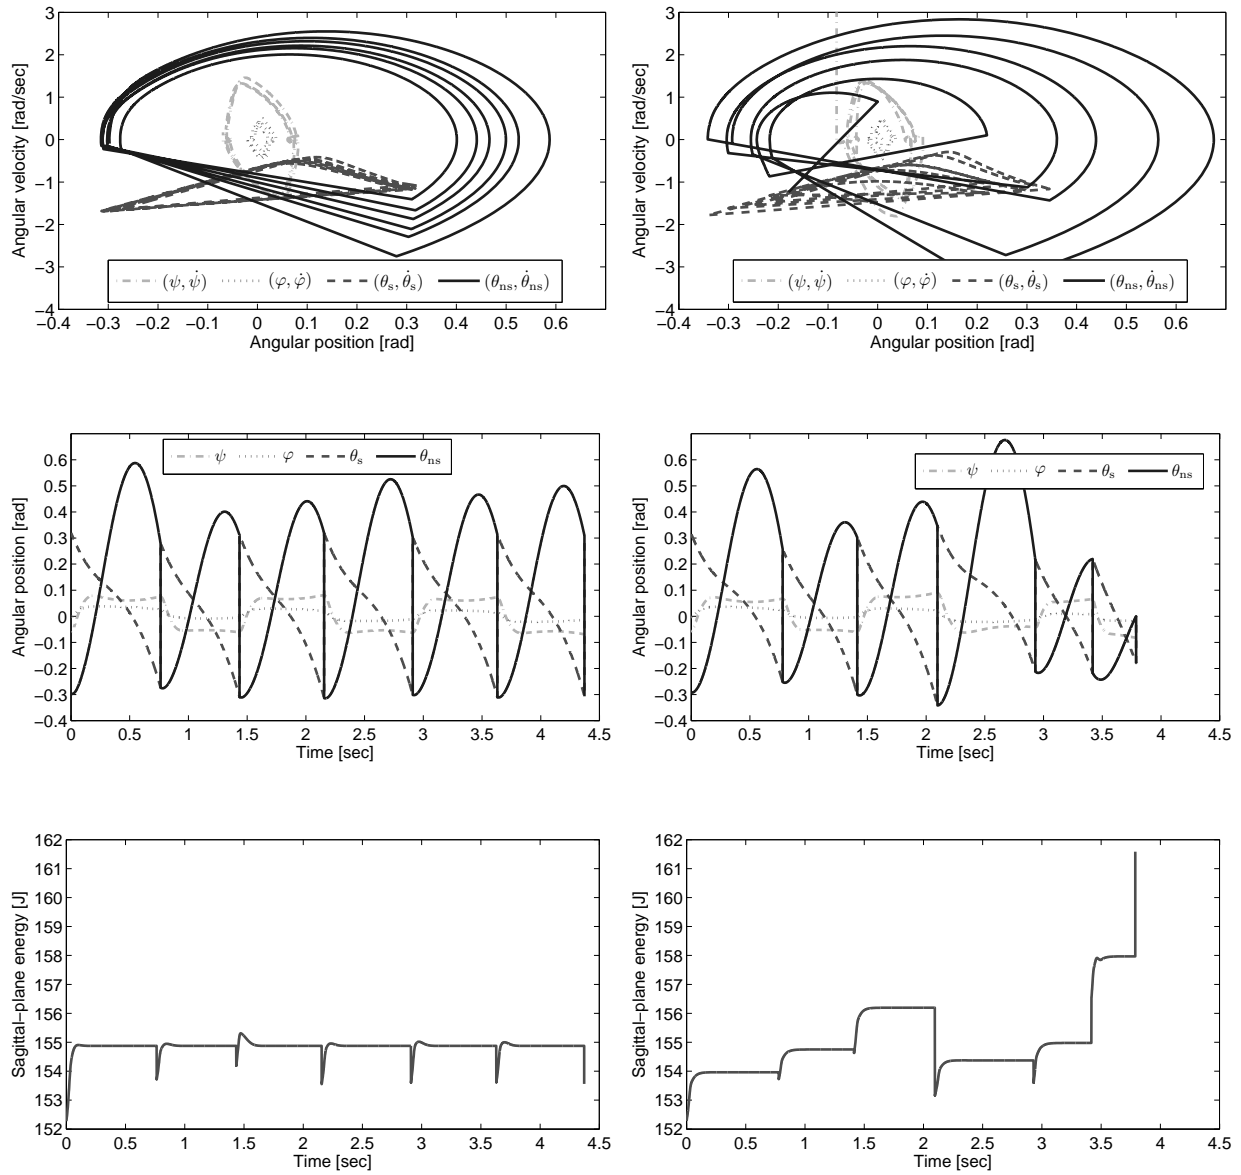 3
2
1
0
−1
−2
−3
−4
Angular velocity [rad/sec]
(ψ, ψ̇) (φ, φ̇) (θs, θ̇s) (θns, θ̇ns)
−0.4 −0.3 −0.2 −0.1 0 0.1 0.2 0.3 0.4 0.5 0.6
Angular position [rad]
3
2
1
0
−1
−2
−3
−4
Angular velocity [rad/sec]
(ψ, ψ̇) (φ, φ̇) (θs, θ̇s) (θns, θ̇ns)
−0.4 −0.3 −0.2 −0.1 0 0.1 0.2 0.3 0.4 0.5 0.6
Angular position [rad]
0.6
0.5
0.4
0.3
0.2
0.1
0
−0.1
−0.2
−0.3
−0.4
Angular position [rad]
ψ φ θs θns
0 0.5 1 1.5 2 2.5 3 3.5 4 4.5
Time [sec]
0.6
0.5
0.4
0.3
0.2
0.1
0
−0.1
−0.2
−0.3
−0.4
Angular position [rad]
ψ φ θs θns
0 0.5 1 1.5 2 2.5 3 3.5 4 4.5
Time [sec]
162
161
160
159
158
157
156
155
154
153
152
Sagittal−plane energy [J]
0 0.5 1 1.5 2 2.5 3 3.5 4 4.5
Time [sec]
162
161
160
159
158
157
156
155
154
153
152
Sagittal−plane energy [J]
0 0.5 1 1.5 2 2.5 3 3.5 4 4.5
Time [sec]